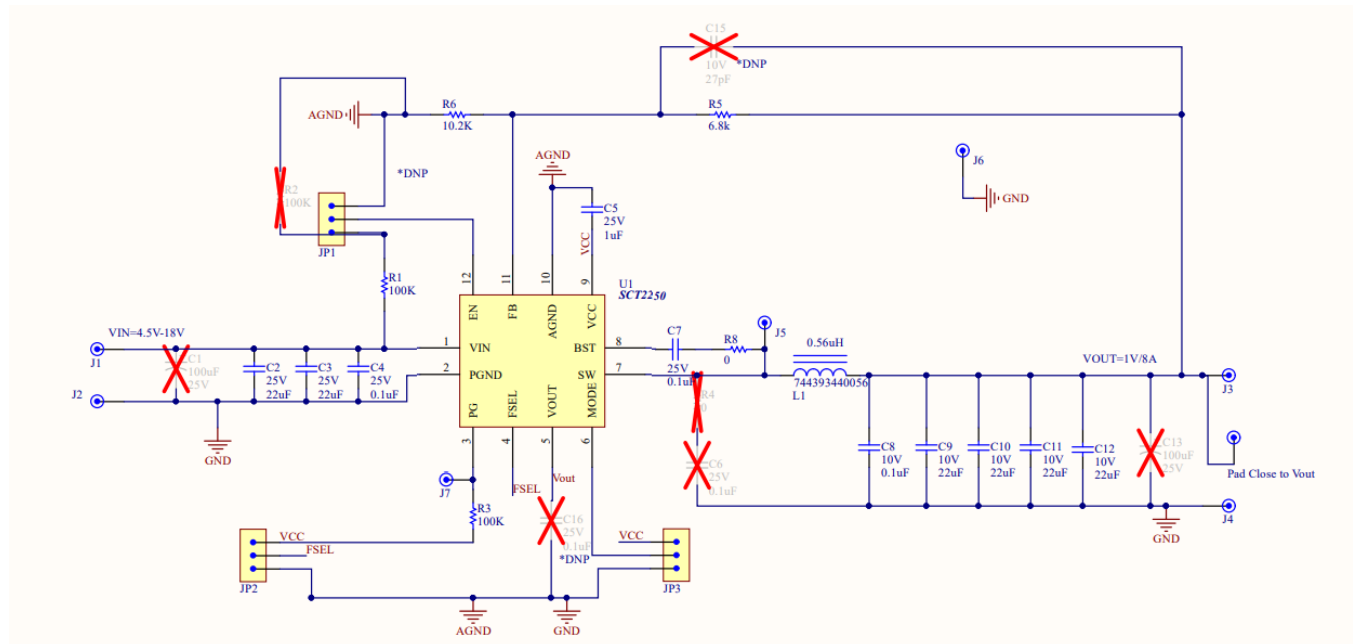 C15
10V
27pF
*DNP
R6
10.2K
R5
6.8k
AGND
AGND
*DNP
R2
100K
JP1
C5
25V
1uF
VCC
J6
GND
R1
100K
12
11
10
9
U1
SCT2250
EN
FB
AGND
VCC
VIN=4.5V-18V
J1
C1
100uF
25V
C2
25V
22uF
C3
25V
22uF
C4
25V
0.1uF
J2
GND
1
VIN
2
PGND
BST
8
SW
7
C7
25V
0.1uF
R8
0
J5
0.56uH
744393440056
L1
VOUT=1V/8A
J3
PG
FSEL
VOUT
MODE
3
4
5
6
R4
0
C6
25V
0.1uF
C8
10V
0.1uF
C9
10V
22uF
C10
10V
22uF
C11
10V
22uF
C12
10V
22uF
C13
100uF
25V
Pad Close to Vout
J4
GND
J7
R3
100K
FSEL
Vout
C16
25V
0.1uF
*DNP
VCC
FSEL
JP2
VCC
JP3
AGND
GND